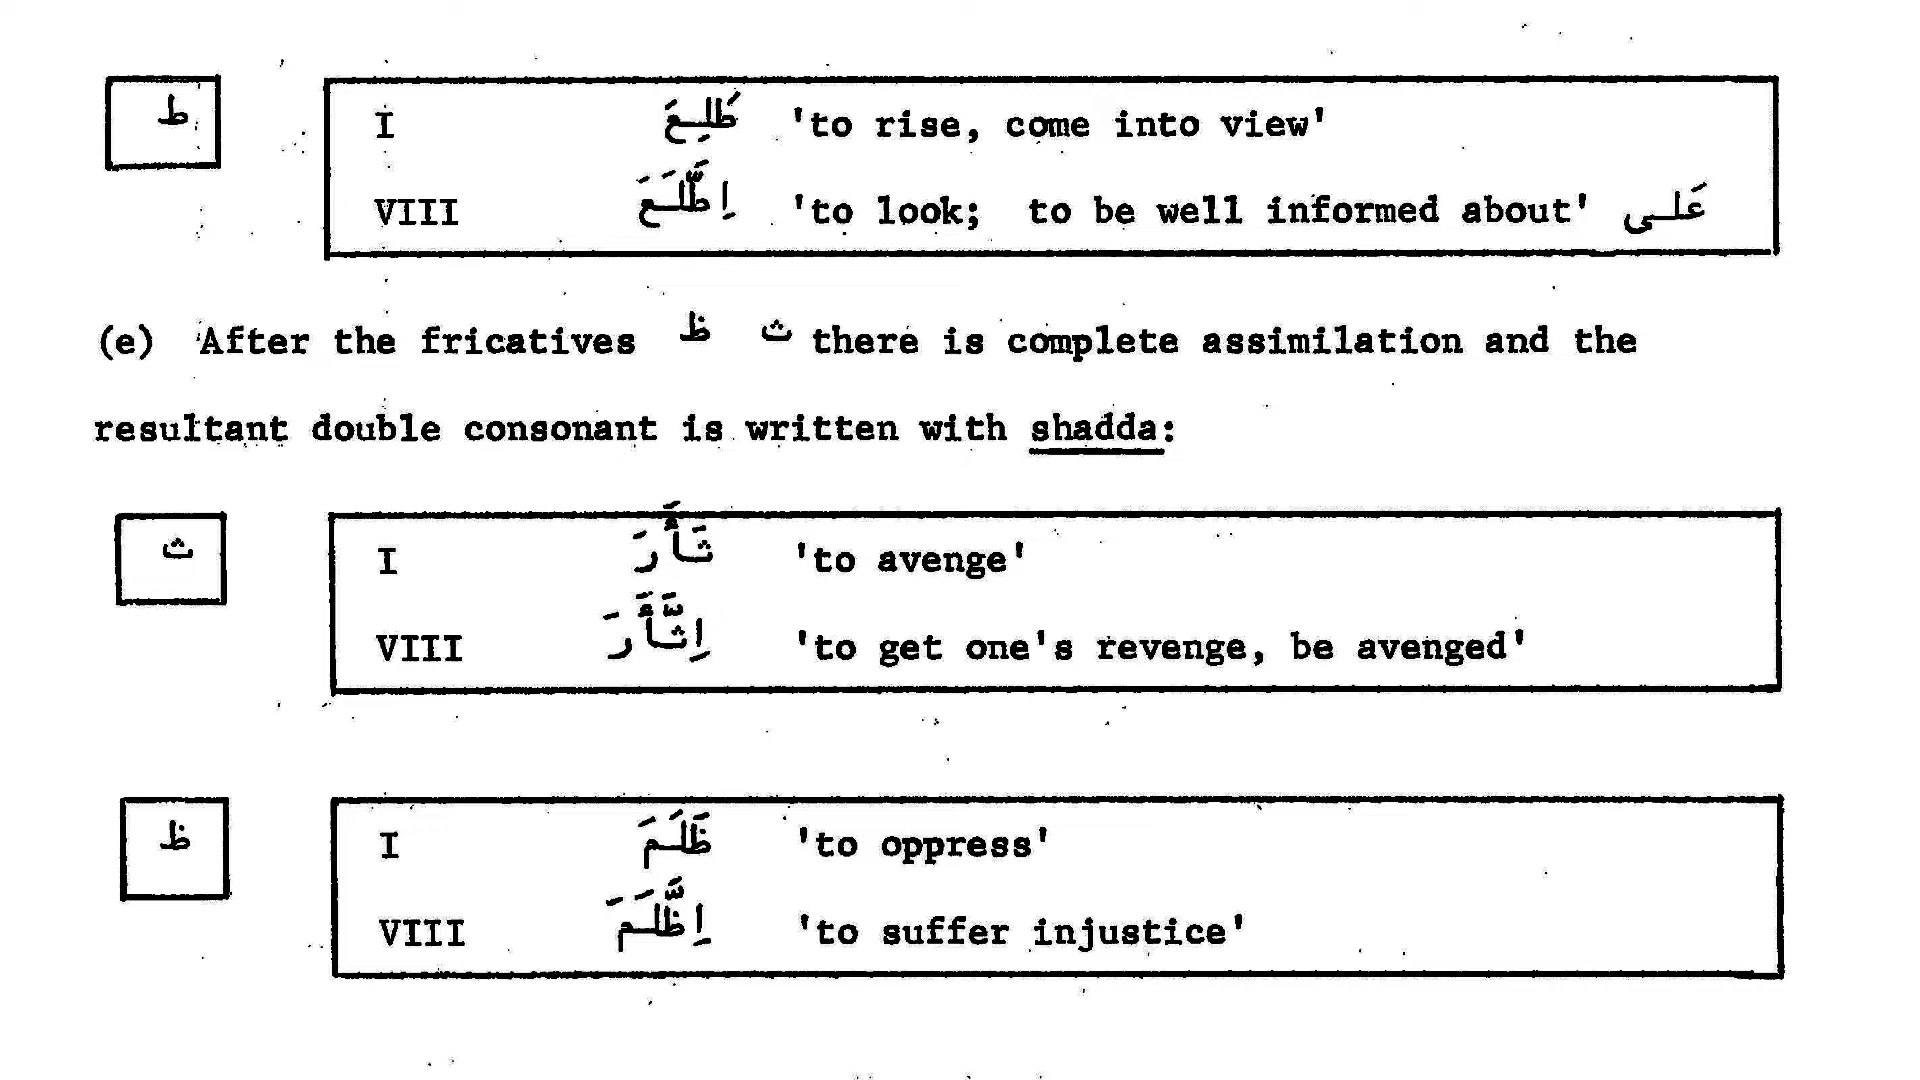 ط
I طَلِعَ 'to rise, come into view'
VIII اِطَّلَعَ 'to look; to be well informed about' عَلى
(e) After the fricatives ظ ث there is complete assimilation and the
resultant double consonant is written with shadda:
ث
I ثَأَرَ 'to avenge'
VIII اِثَّأَرَ 'to get one's revenge, be avenged'
ظ
I ظَلَمَ 'to oppress'
VIII اِظَّلَمَ 'to suffer injustice'